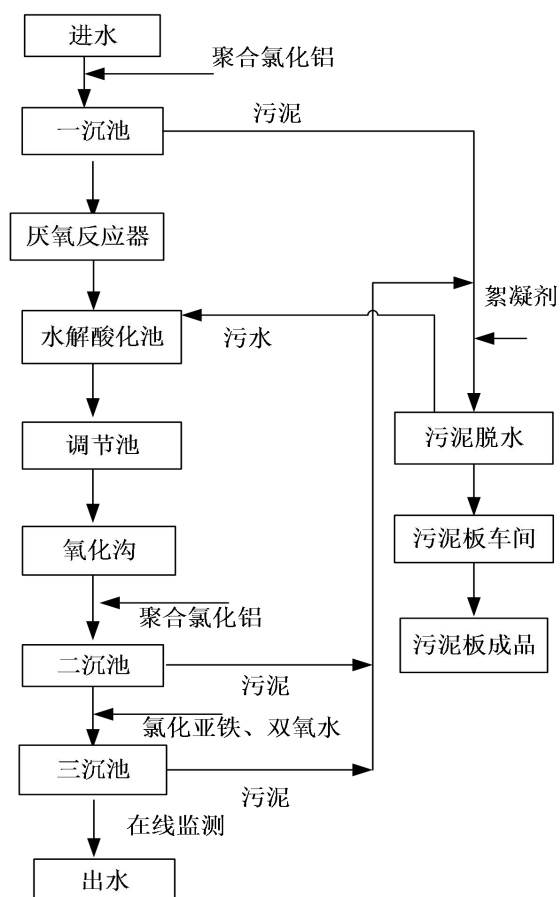 进水
聚合氯化铝
一沉池
污泥
厌氧反应器
絮凝剂
水解酸化池
污水
调节池
污泥脱水
氧化沟
污泥板车间
聚合氯化铝
污泥板成品
二沉池
污泥
氯化亚铁、双氧水
三沉池
污泥
在线监测
出水